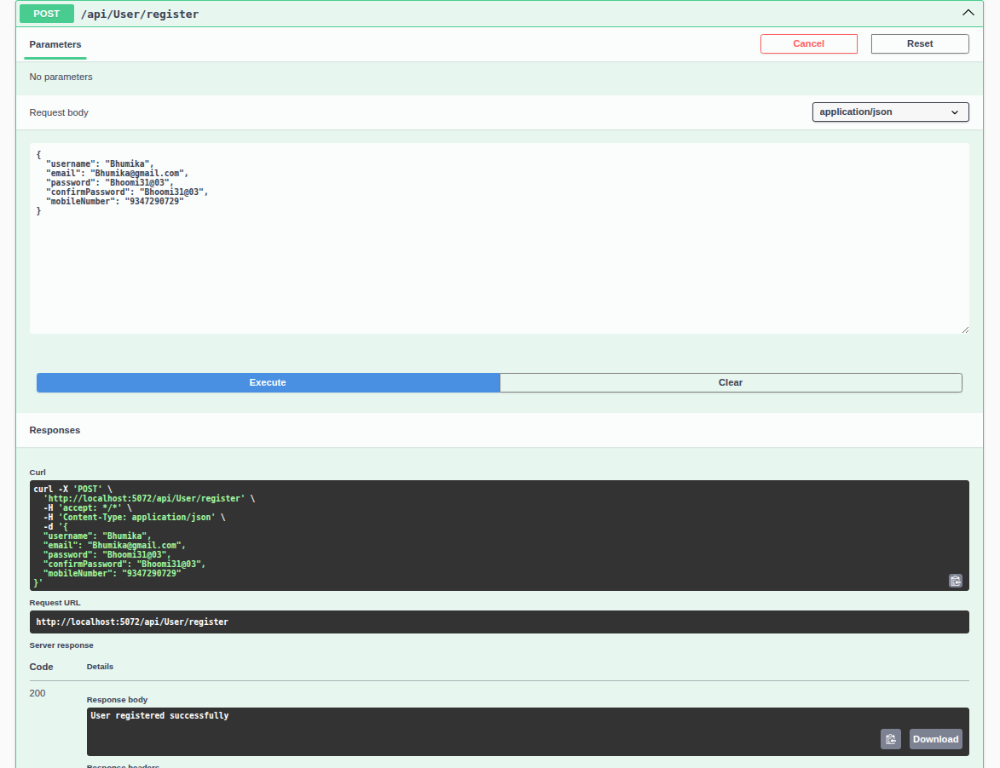 POST /api/User/register
Parameters
Cancel
Reset
No parameters
Request body
application/json
{
  "username": "Bhumika",
  "email": "Bhumika@gmail.com",
  "password": "Bhoomi31@03",
  "confirmPassword": "Bhoomi31@03",
  "mobileNumber": "9347290729"
}
Execute
Clear
Responses
Curl
curl -X 'POST' \
  'http://localhost:5072/api/User/register' \
  -H 'accept: */*' \
  -H 'Content-Type: application/json' \
  -d '{
  "username": "Bhumika",
  "email": "Bhumika@gmail.com",
  "password": "Bhoomi31@03",
  "confirmPassword": "Bhoomi31@03",
  "mobileNumber": "9347290729"
}'
Request URL
http://localhost:5072/api/User/register
Server response
Code Details
200
Response body
User registered successfully
Download
Response headers